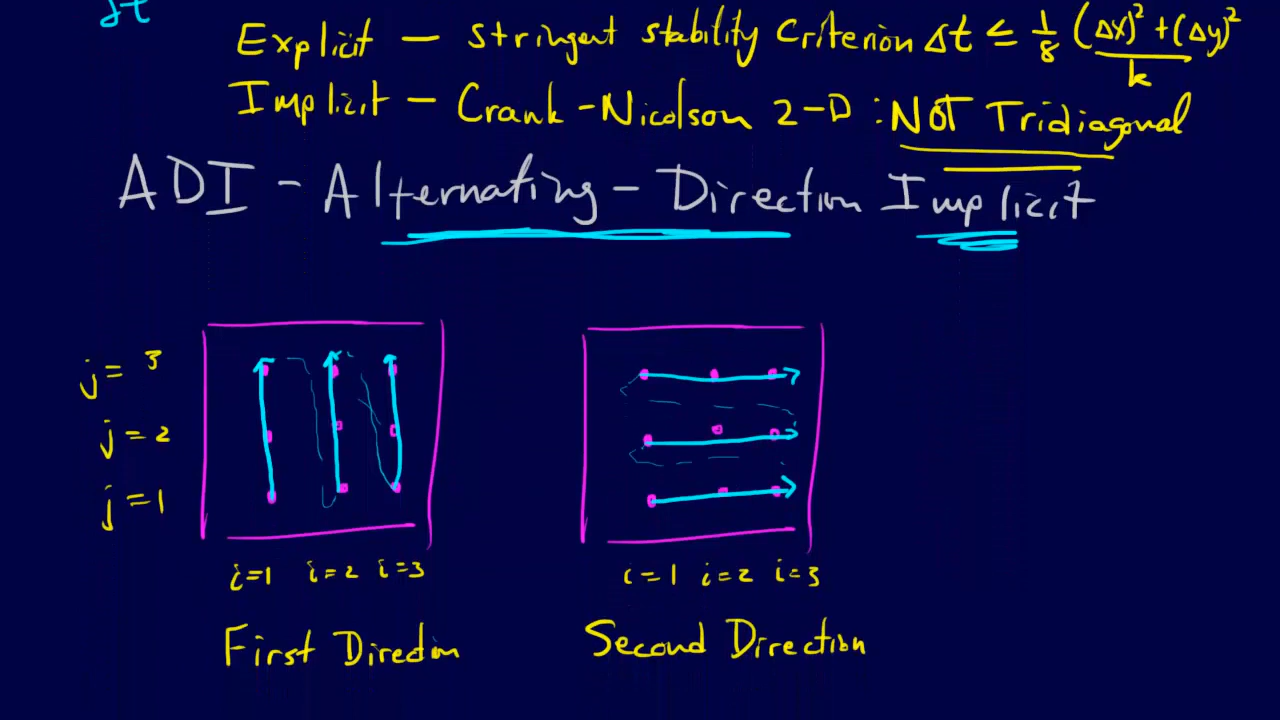 ∂t
Explicit — stringent stability Criterion Δt ≤ 1/8 ((Δx)² + (Δy)²)/k
Implicit — Crank-Nicolson 2-D : NOT Tridiagonal
ADI - Alternating-Direction Implicit
j = 3
j = 2
j = 1
i=1 i=2 i=3 i=1 i=2 i=3
First Direction Second Direction